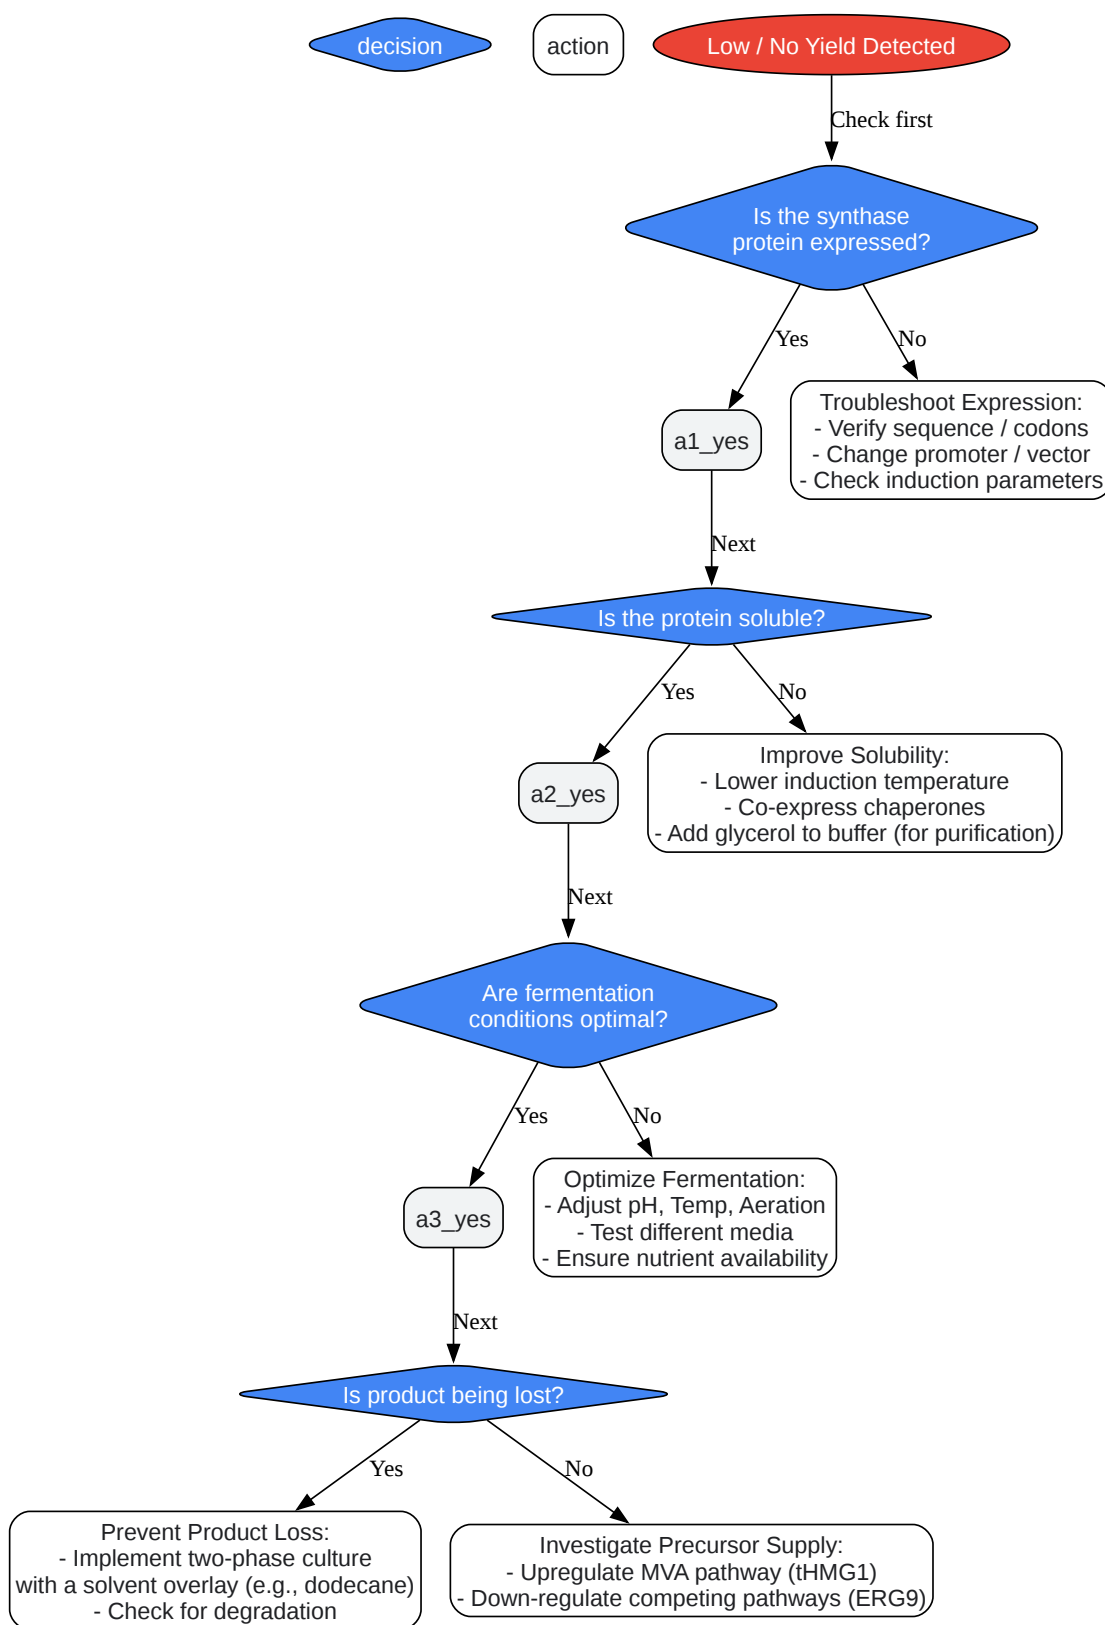 decision
action
Low / No Yield Detected
Check first
Is the synthase
protein expressed?
Yes
No
a1_yes
Troubleshoot Expression:
- Verify sequence / codons
- Change promoter / vector
- Check induction parameters
Next
Is the protein soluble?
Yes
No
a2_yes
Improve Solubility:
- Lower induction temperature
- Co-express chaperones
- Add glycerol to buffer (for purification)
Next
Are fermentation
conditions optimal?
Yes
No
a3_yes
Optimize Fermentation:
- Adjust pH, Temp, Aeration
- Test different media
- Ensure nutrient availability
Next
Is product being lost?
Yes
No
Prevent Product Loss:
- Implement two-phase culture
with a solvent overlay (e.g., dodecane)
- Check for degradation
Investigate Precursor Supply:
- Upregulate MVA pathway (tHMG1)
- Down-regulate competing pathways (ERG9)